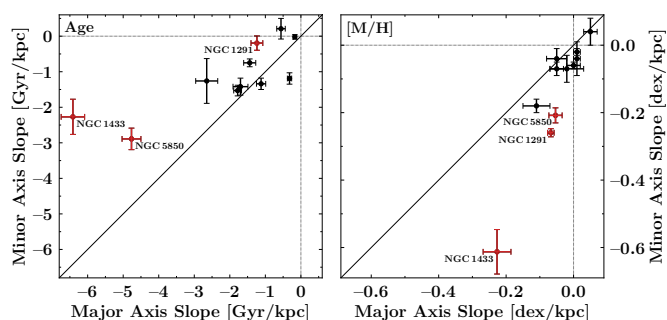 Age
NGC 1291
NGC 1433
NGC 5850
0
−1
−2
−3
−4
−5
−6
Minor Axis Slope [Gyr/kpc]
−6 −5 −4 −3 −2 −1 0
Major Axis Slope [Gyr/kpc]
[M/H]
NGC 5850
NGC 1291
NGC 1433
0.0
−0.2
−0.4
−0.6
Minor Axis Slope [dex/kpc]
−0.6 −0.4 −0.2 0.0
Major Axis Slope [dex/kpc]